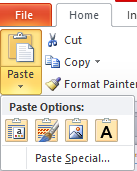 File Home In
Cut
Copy
Paste
Format Painter
Paste Options:
A
Paste Special...